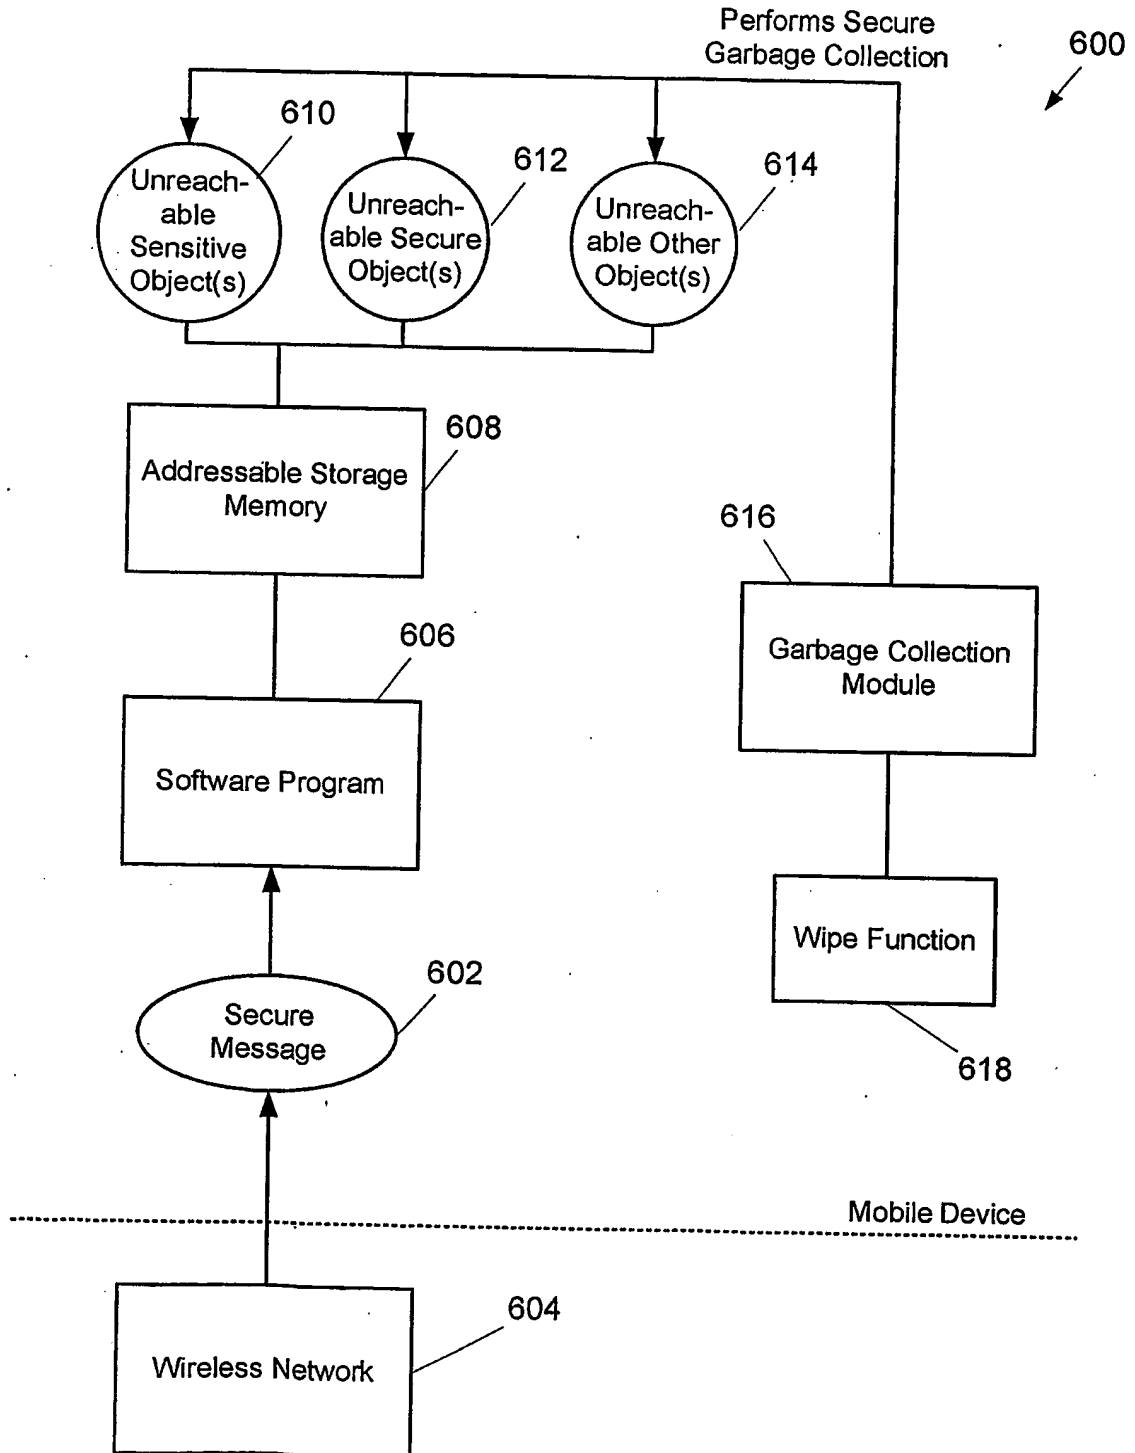 Performs Secure
Garbage Collection
600
610
612
614
Unreach-
able
Sensitive
Object(s)
Unreach-
able Secure
Object(s)
Unreach-
able Other
Object(s)
608
Addressable Storage
Memory
616
606
Garbage Collection
Module
Software Program
Wipe Function
602
Secure
Message
618
Mobile Device
604
Wireless Network